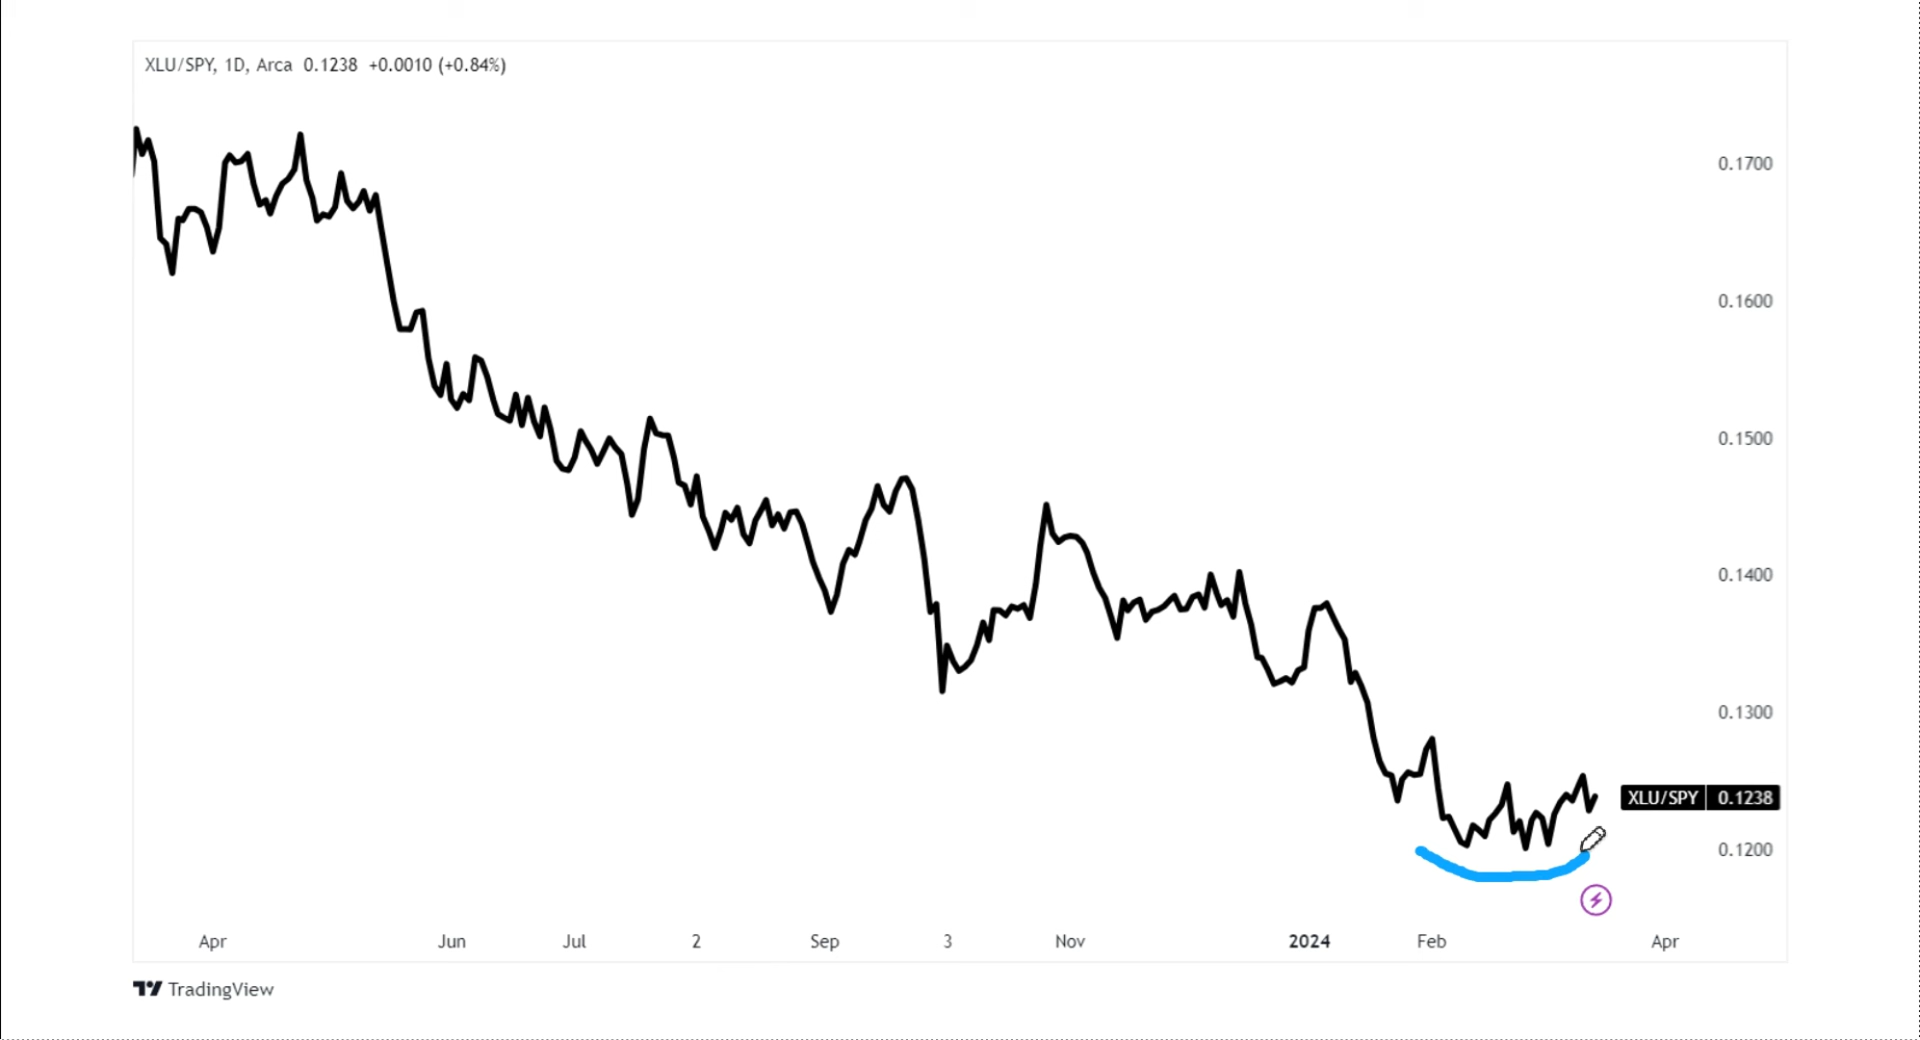 XLU/SPY, 1D, Arca 0.1238 +0.0010 (+0.84%)
0.1700
0.1600
0.1500
0.1400
0.1300
XLU/SPY 0.1238
0.1200
Apr Jun Jul 2 Sep 3 Nov 2024 Feb Apr
TradingView